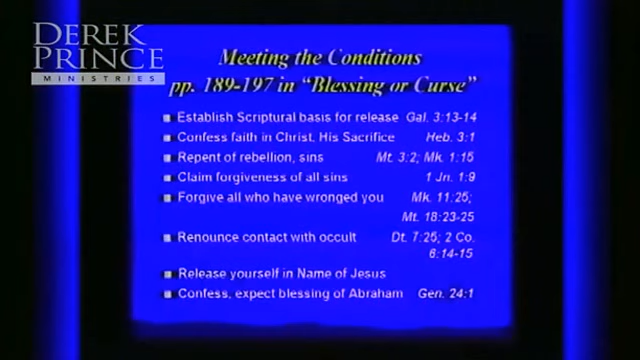 DEREK
PRINCE
MINISTRIES
Meeting the Conditions
pp. 189-197 in "Blessing or Curse"
Establish Scriptural basis for release Gal. 3:13-14
Confess faith in Christ, His Sacrifice Heb. 3:1
Repent of rebellion, sins Mt. 3:2; Mk. 1:15
Claim forgiveness of all sins 1 Jn. 1:9
Forgive all who have wronged you Mk. 11:25;
Mt. 18:23-25
Renounce contact with occult Dt. 7:25; 2 Co.
6:14-15
Release yourself in Name of Jesus
Confess, expect blessing of Abraham Gen. 24:1